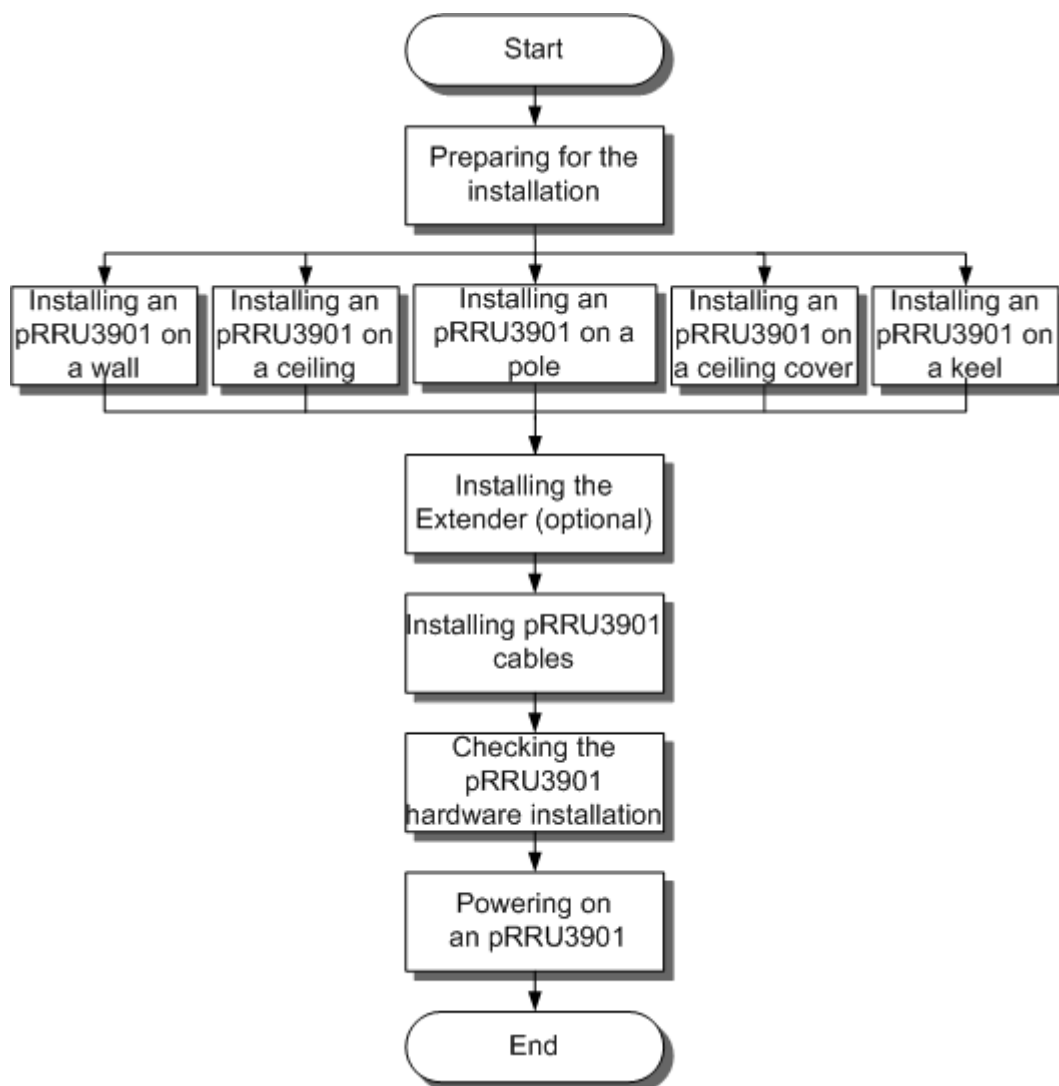 Start
Preparing for the
installation
Installing an
pRRU3901 on
a wall
Installing an
pRRU3901 on
a ceiling
Installing an
pRRU3901 on a
pole
Installing an
pRRU3901 on
a ceiling cover
Installing an
pRRU3901 on
a keel
Installing the
Extender (optional)
Installing pRRU3901
cables
Checking the
pRRU3901
hardware installation
Powering on
an pRRU3901
End